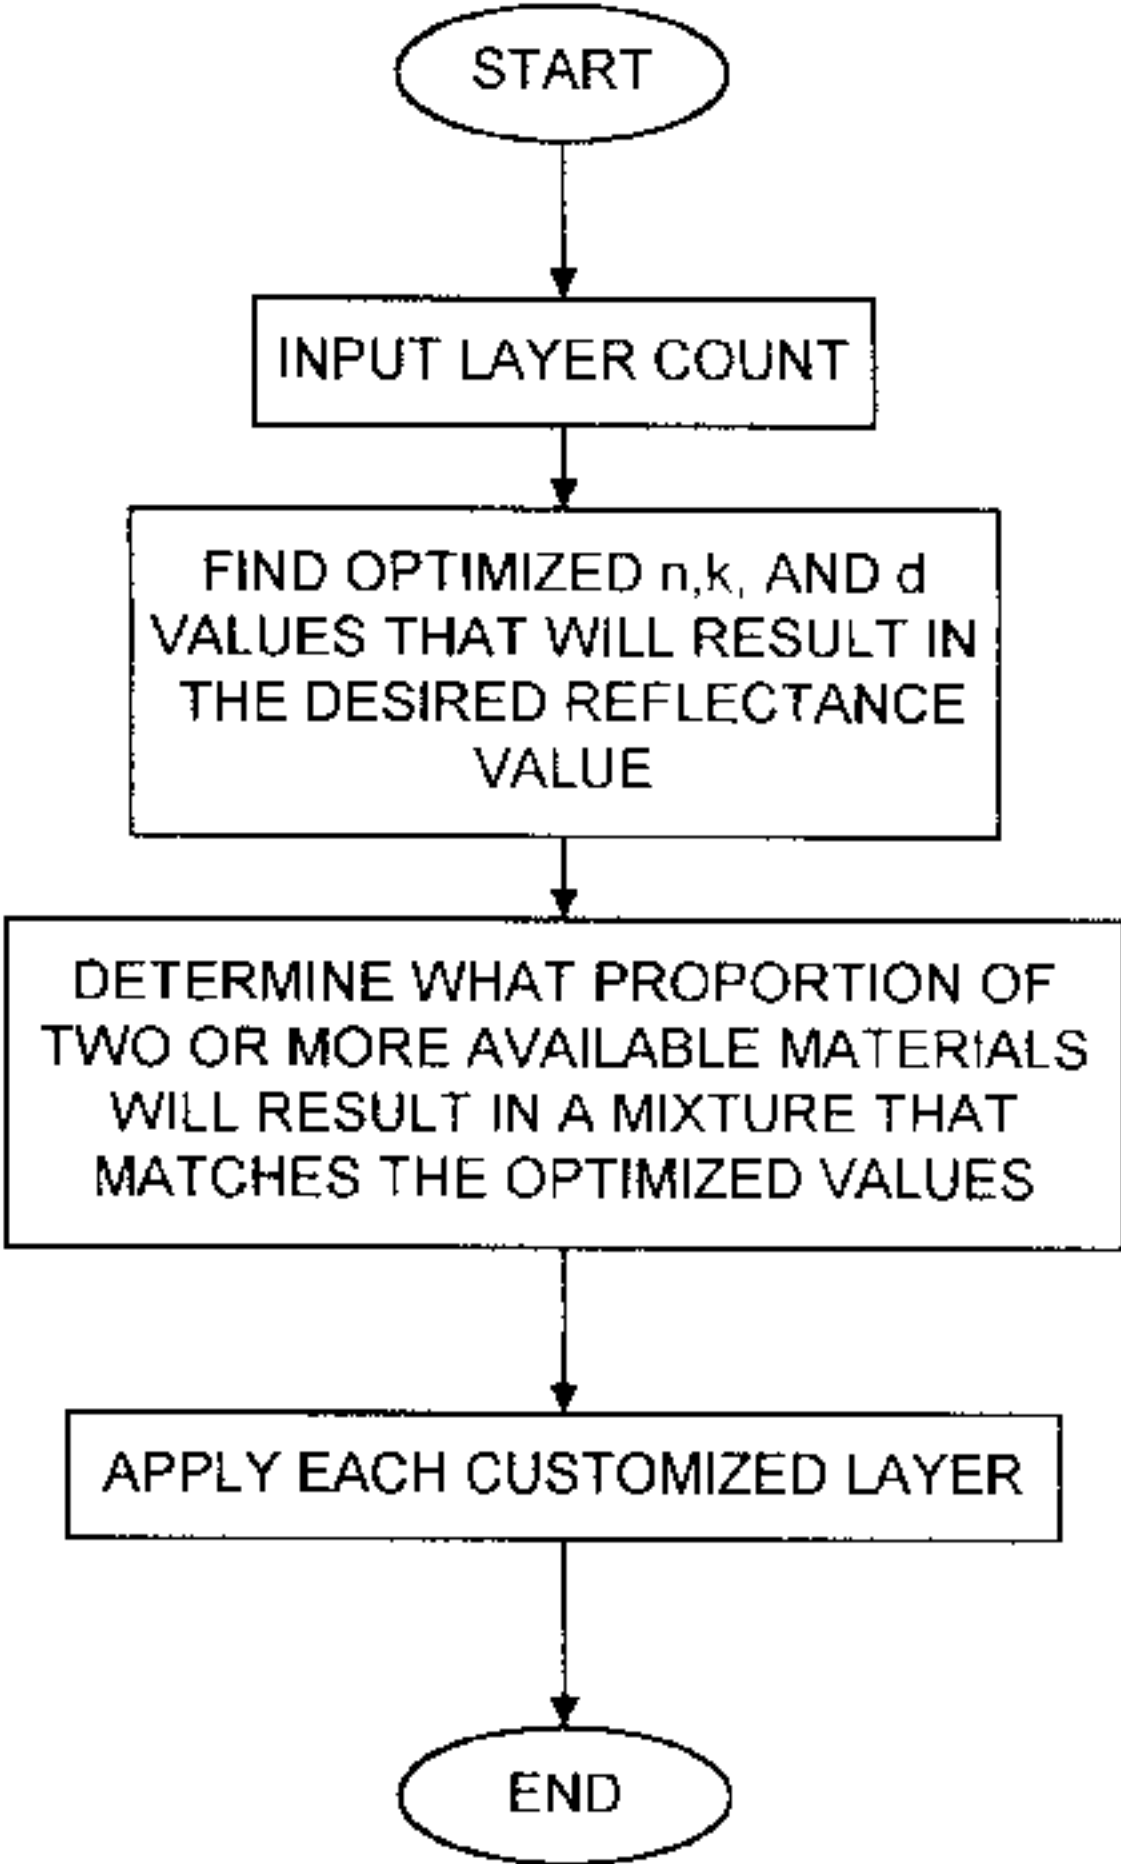 START
INPUT LAYER COUNT
FIND OPTIMIZED n,k, AND d
VALUES THAT WILL RESULT IN
THE DESIRED REFLECTANCE
VALUE
DETERMINE WHAT PROPORTION OF
TWO OR MORE AVAILABLE MATERIALS
WILL RESULT IN A MIXTURE THAT
MATCHES THE OPTIMIZED VALUES
APPLY EACH CUSTOMIZED LAYER
END